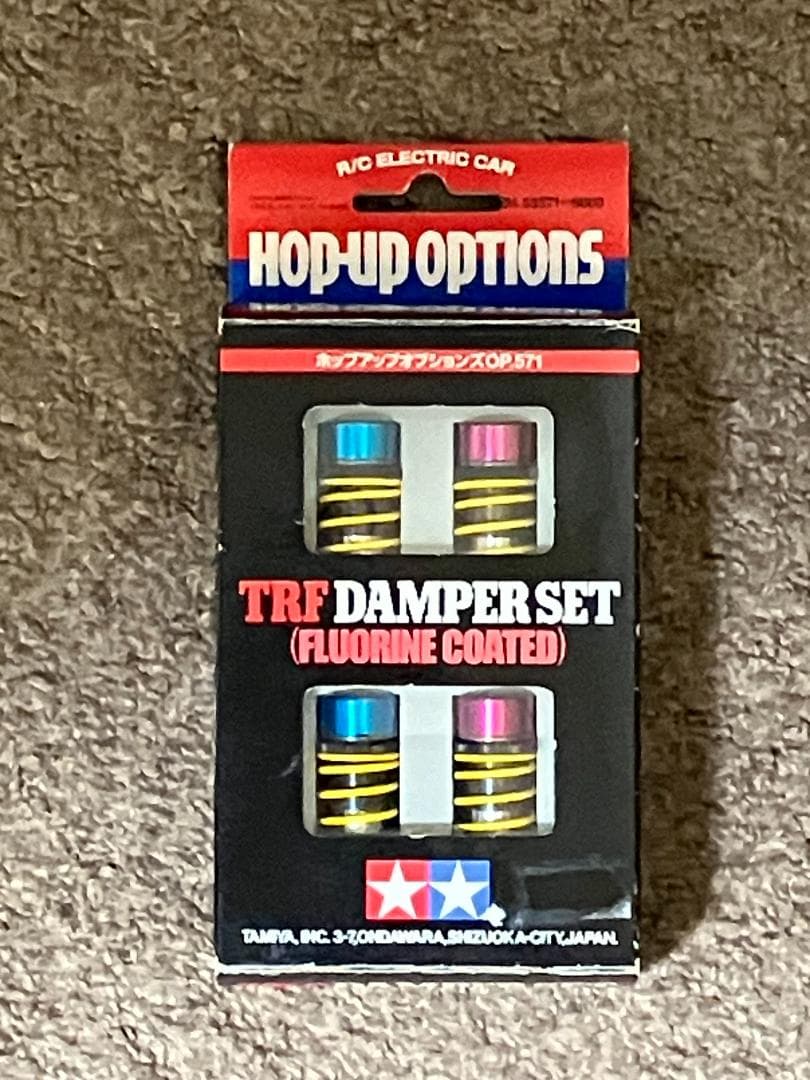 R/C ELECTRIC CAR
HOP-UP OPTIONS
ホップアップオプションズOP.571
TRF DAMPER SET
(FLUORINE COATED)
TAMIYA, INC. 3-7,ONDAWARA,SHIZUOKA-CITY,JAPAN.